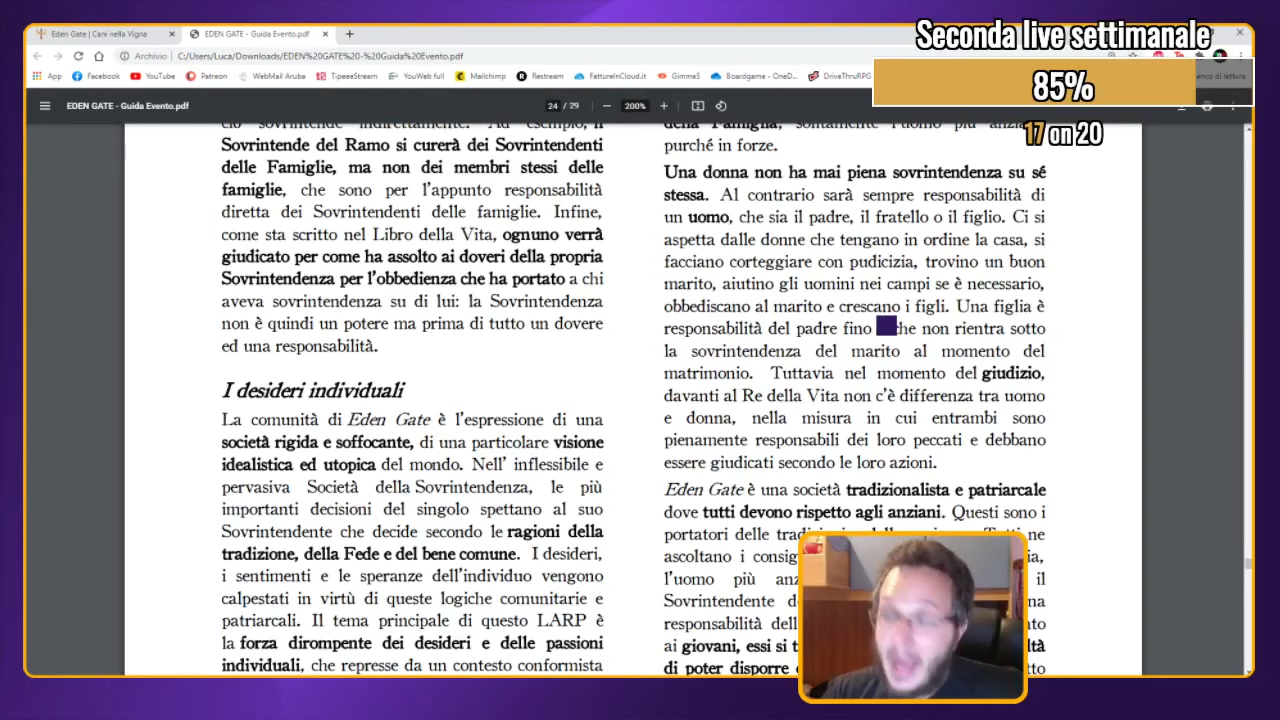 Seconda live settimanale
85%
17 on 20
Eden Gate | Cani nella Vigna
EDEN GATE - Guida Evento.pdf
Archivio
C:/Users/Luca/Downloads/EDEN%20GATE%20-%20Guida%20Evento.pdf
App Facebook YouTube Patreon WebMail Aruba TipeeeStream YouWeb full Mailchimp Restream FattureInCloud.it Gimme5 Boardgame - OneD... DriveThruRPG di lettura
EDEN GATE - Guida Evento.pdf
24 / 29
200%
Sovrintende del Ramo si curerà dei Sovrintendenti
delle Famiglie, ma non dei membri stessi delle
famiglie, che sono per l'appunto responsabilità
diretta dei Sovrintendenti delle famiglie. Infine,
come sta scritto nel Libro della Vita, ognuno verrà
giudicato per come ha assolto ai doveri della propria
Sovrintendenza per l'obbedienza che ha portato a chi
aveva sovrintendenza su di lui: la Sovrintendenza
non è quindi un potere ma prima di tutto un dovere
ed una responsabilità.
I desideri individuali
La comunità di Eden Gate è l'espressione di una
società rigida e soffocante, di una particolare visione
idealistica ed utopica del mondo. Nell' inflessibile e
pervasiva Società della Sovrintendenza, le più
importanti decisioni del singolo spettano al suo
Sovrintendente che decide secondo le ragioni della
tradizione, della Fede e del bene comune. I desideri,
i sentimenti e le speranze dell'individuo vengono
calpestati in virtù di queste logiche comunitarie e
patriarcali. Il tema principale di questo LARP è
la forza dirompente dei desideri e delle passioni
individuali, che represse da un contesto conformista
purché in forze.
Una donna non ha mai piena sovrintendenza su sé
stessa. Al contrario sarà sempre responsabilità di
un uomo, che sia il padre, il fratello o il figlio. Ci si
aspetta dalle donne che tengano in ordine la casa, si
facciano corteggiare con pudicizia, trovino un buon
marito, aiutino gli uomini nei campi se è necessario,
obbediscano al marito e crescano i figli. Una figlia è
responsabilità del padre fino che non rientra sotto
la sovrintendenza del marito al momento del
matrimonio. Tuttavia nel momento del giudizio,
davanti al Re della Vita non c'è differenza tra uomo
e donna, nella misura in cui entrambi sono
pienamente responsabili dei loro peccati e debbano
essere giudicati secondo le loro azioni.
Eden Gate è una società tradizionalista e patriarcale
dove tutti devono rispetto agli anziani. Questi sono i
portatori delle
ascoltano i
l'uomo più il
Sovrintendente
responsabilità
ai giovani, essi si
di poter disporre